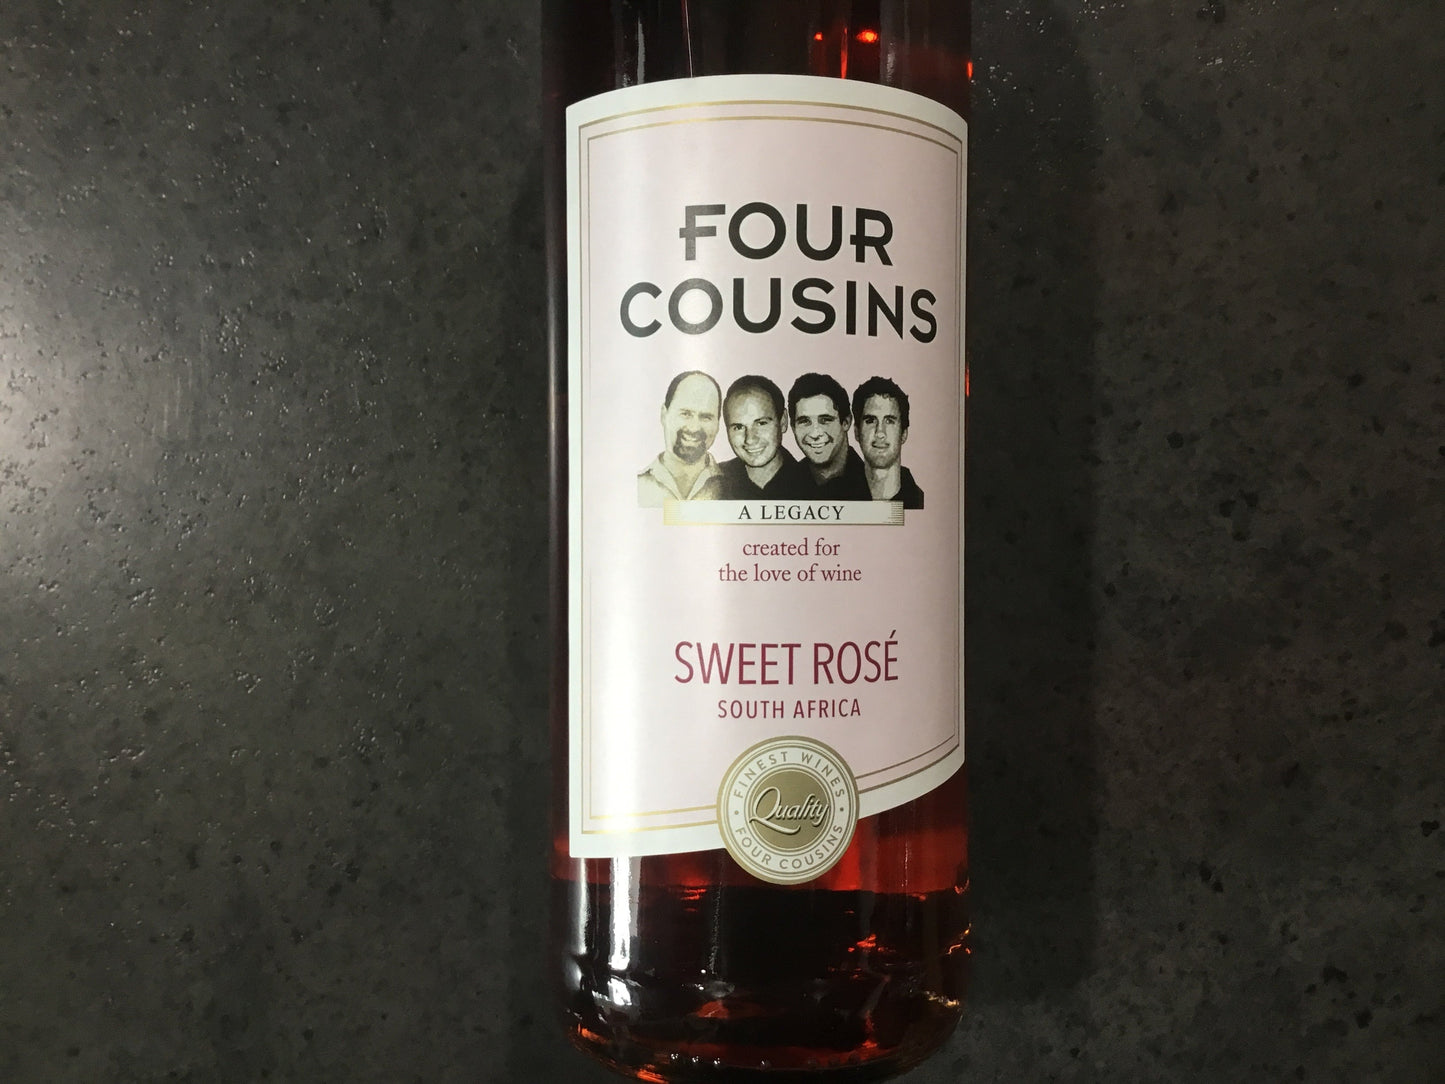 FOUR
COUSINS
A LEGACY
created for
the love of wine
SWEET ROSÉ
SOUTH AFRICA
FINEST WINES
Quality
FOUR COUSINS